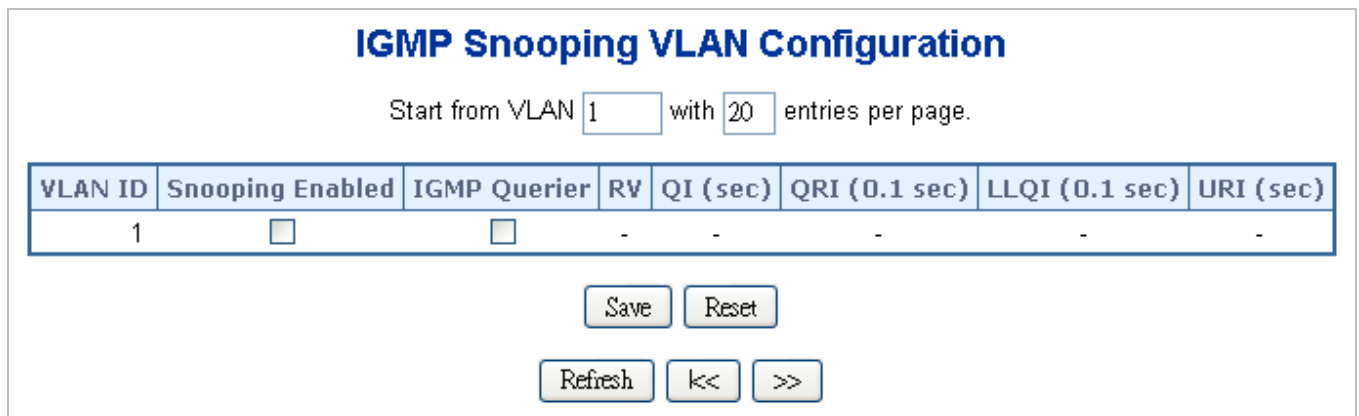 IGMP Snooping VLAN Configuration
Start from VLAN 1 with 20 entries per page.
VLAN ID Snooping Enabled IGMP Querier RV QI (sec) QRI (0.1 sec) LLQI (0.1 sec) URI (sec)
1 - - - - -
Save Reset
Refresh |<< >>